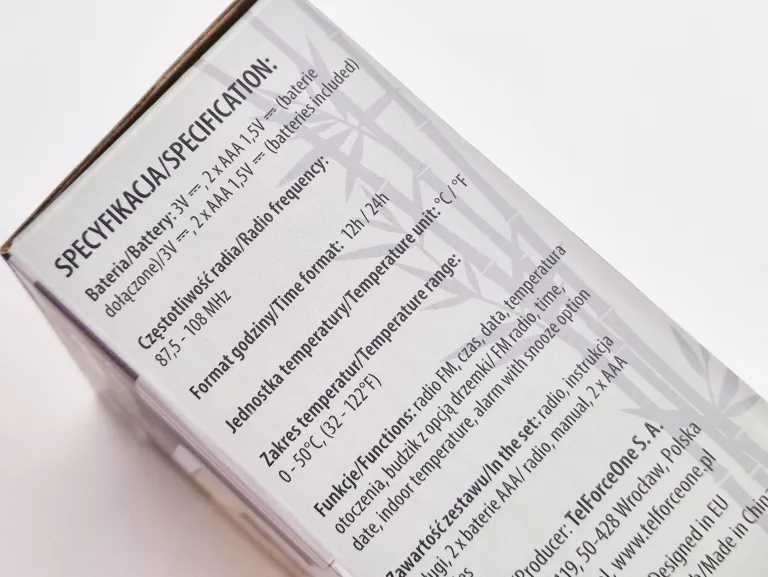 SPECYFIKACJA/SPECIFICATION:
Bateria/Battery: 3V ⎓, 2 x AAA 1,5V ⎓ (baterie
dołączone)/3V ⎓, 2 x AAA 1,5V ⎓ (batteries included)
Częstotliwość radia/Radio frequency:
87,5 - 108 MHz
Format godziny/Time format: 12h / 24h
Jednostka temperatury/Temperature unit: °C / °F
Zakres temperatur/Temperature range:
0 - 50°C, (32 - 122°F)
Funkcje/Functions: radio FM, czas, data, temperatura
otoczenia, budzik z opcją drzemki/ FM radio, time,
date, indoor temperature, alarm with snooze option
Zawartość zestawu/In the set: radio, instrukcja
ługi, 2 x baterie AAA/ radio, manual, 2 x AAA
/Producer: TelForceOne S. A.
119, 50-428 Wrocław, Polska
www.telforceone.pl
Designed in EU
/Made in China